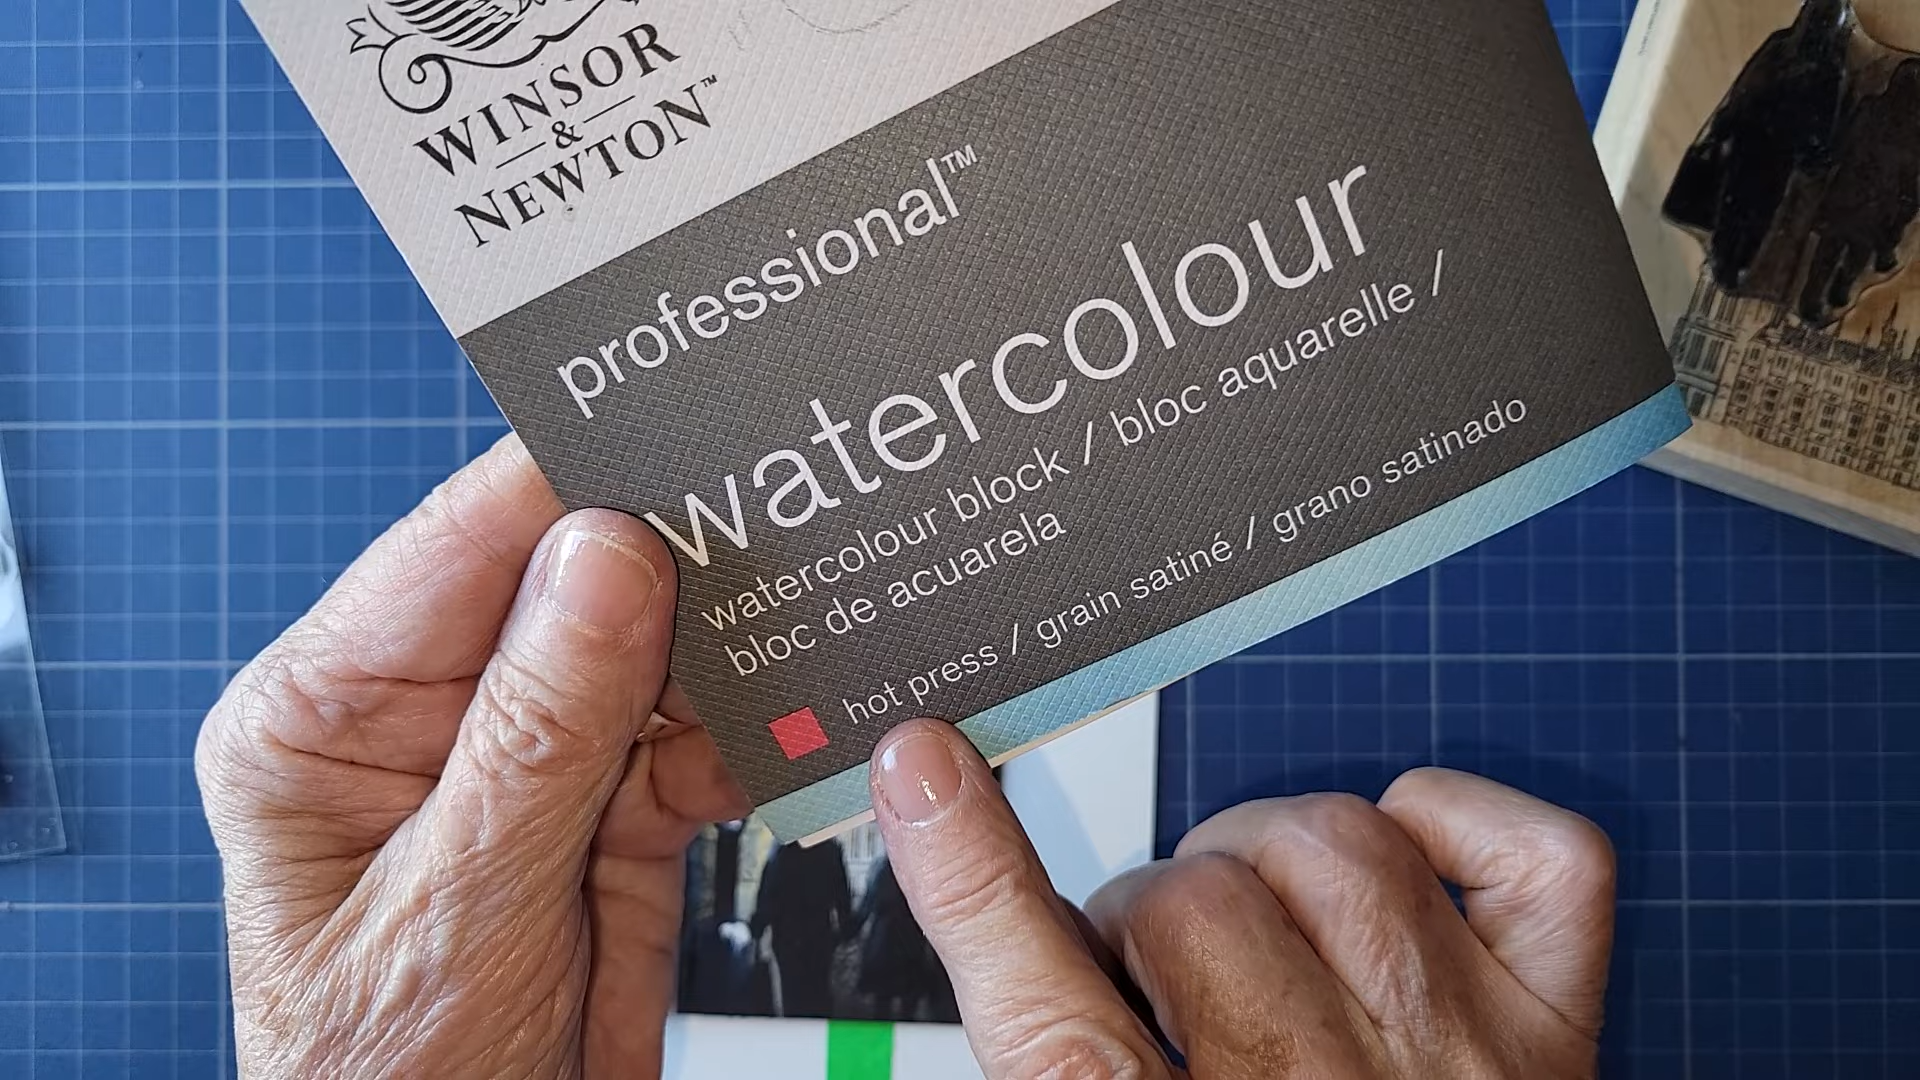 WINSOR
&
NEWTON™
professional™
watercolour
watercolour block / bloc aquarelle /
bloc de acuarela
hot press / grain satiné / grano satinado